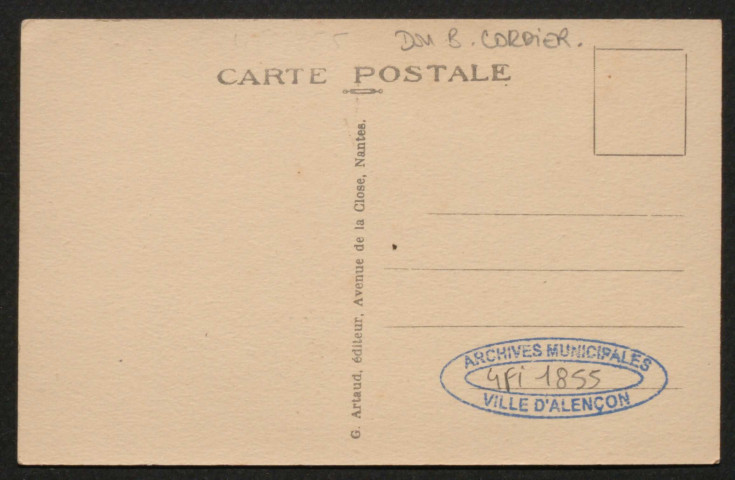 DON B. CORDIER.
CARTE POSTALE
G. Artaud, éditeur, Avenue de la Close, Nantes.
ARCHIVES MUNICIPALES
4Fi 1855
VILLE D'ALENÇON